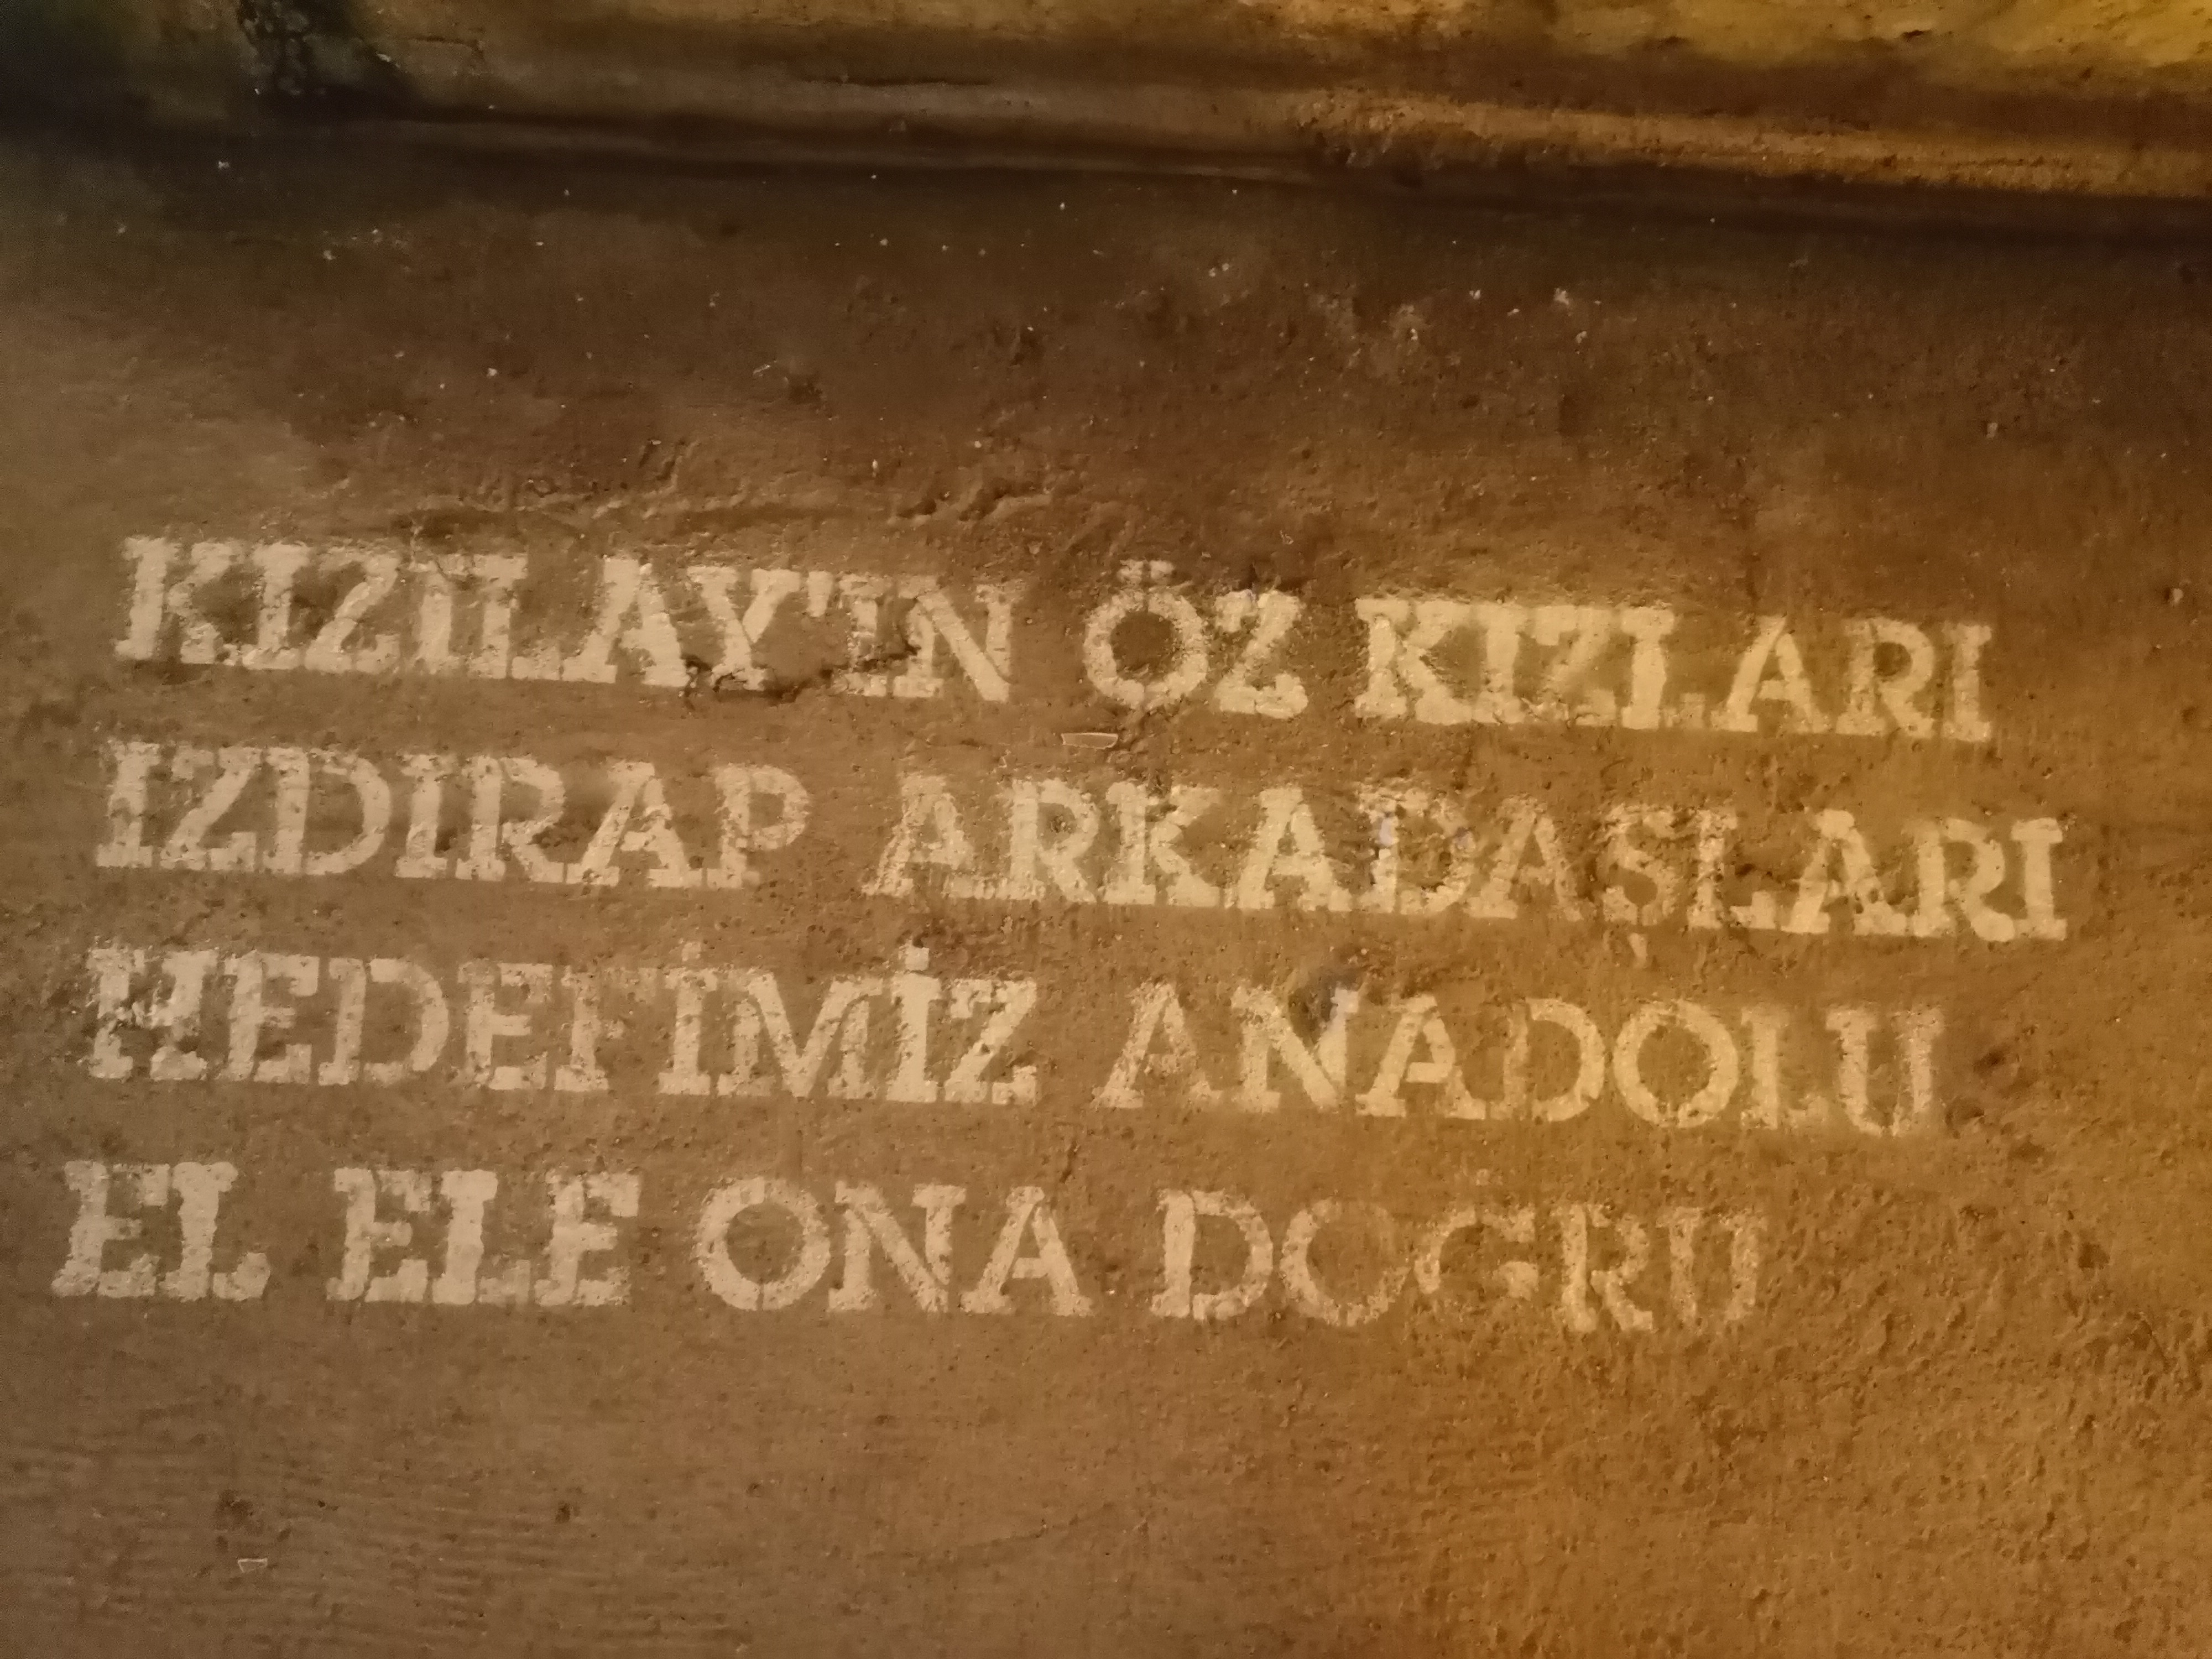 KIZILAY'IN ÖZ KIZLARI
IZDIRAP ARKADAŞLARI
HEDEFİMİZ ANADOLU
EL ELE ONA DOĞRU